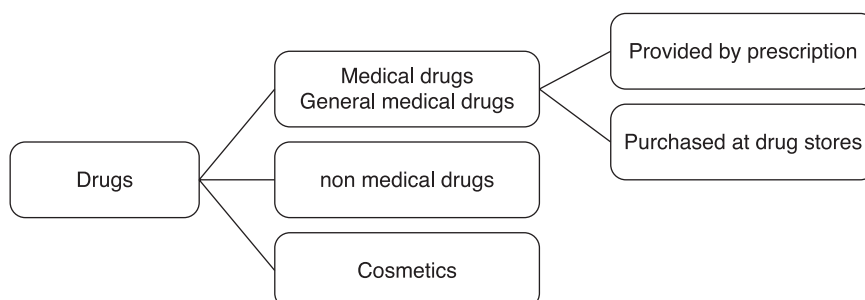 Drugs
Medical drugs
General medical drugs
non medical drugs
Cosmetics
Provided by prescription
Purchased at drug stores